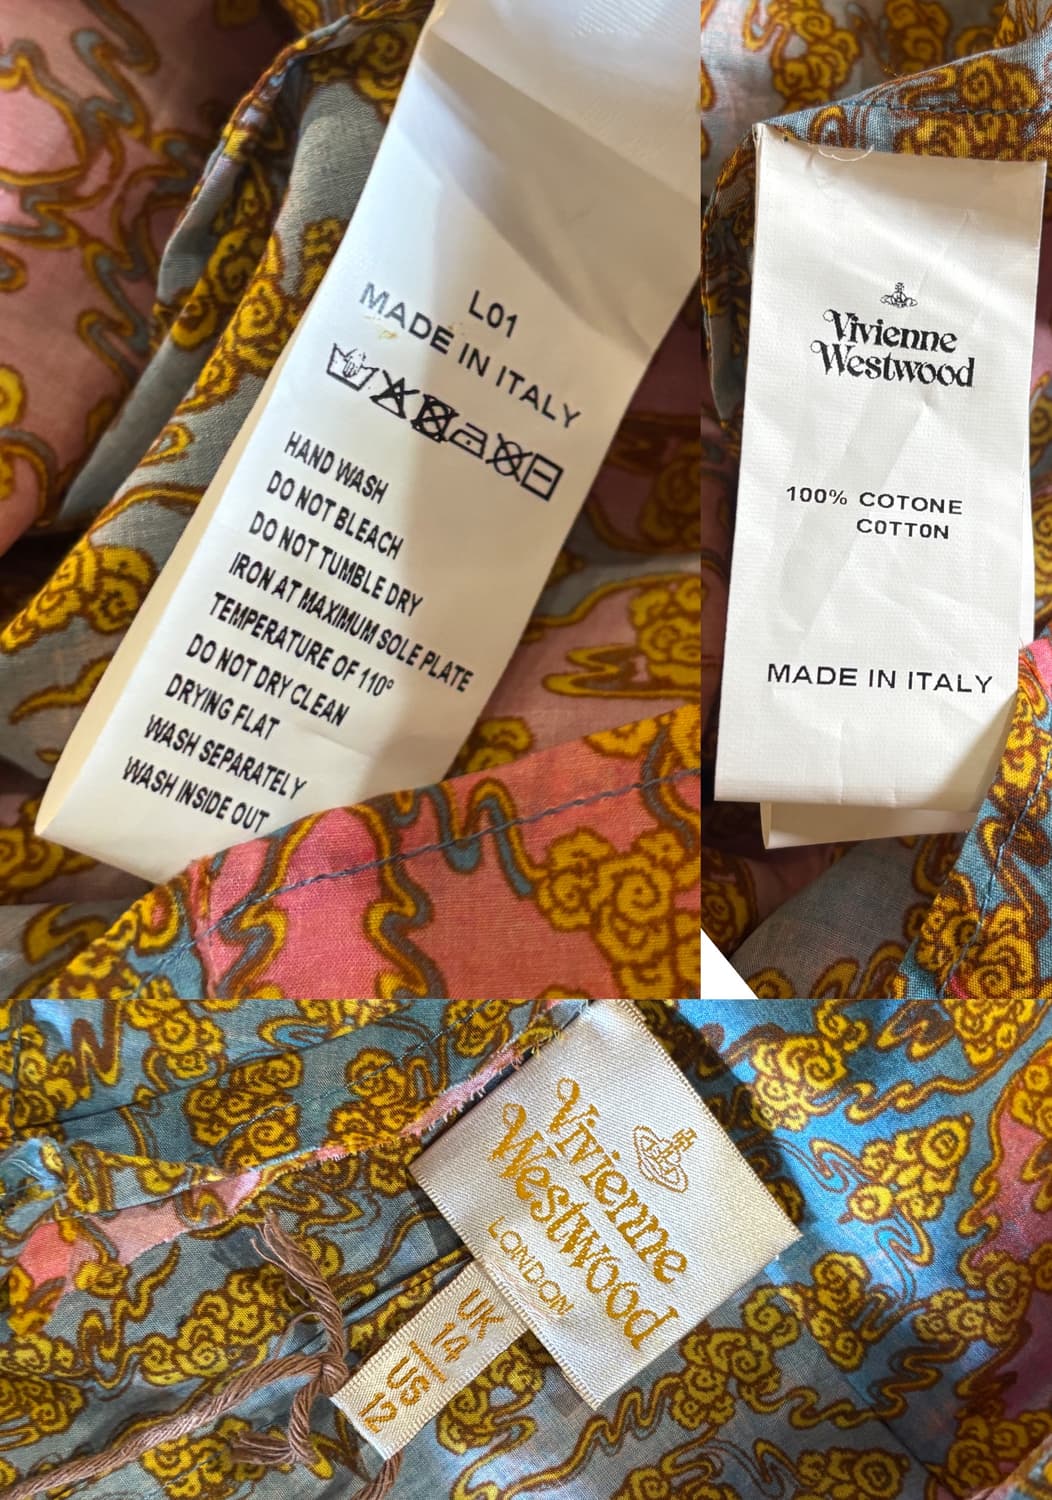 L01
MADE IN ITALY
HAND WASH
DO NOT BLEACH
DO NOT TUMBLE DRY
IRON AT MAXIMUM SOLE PLATE
TEMPERATURE OF 110°
DO NOT DRY CLEAN
DRYING FLAT
WASH SEPARATELY
WASH INSIDE OUT
Vivienne
Westwood
100% COTONE
COTTON
MADE IN ITALY
Vivienne
Westwood
LONDON
UK
14
US
12